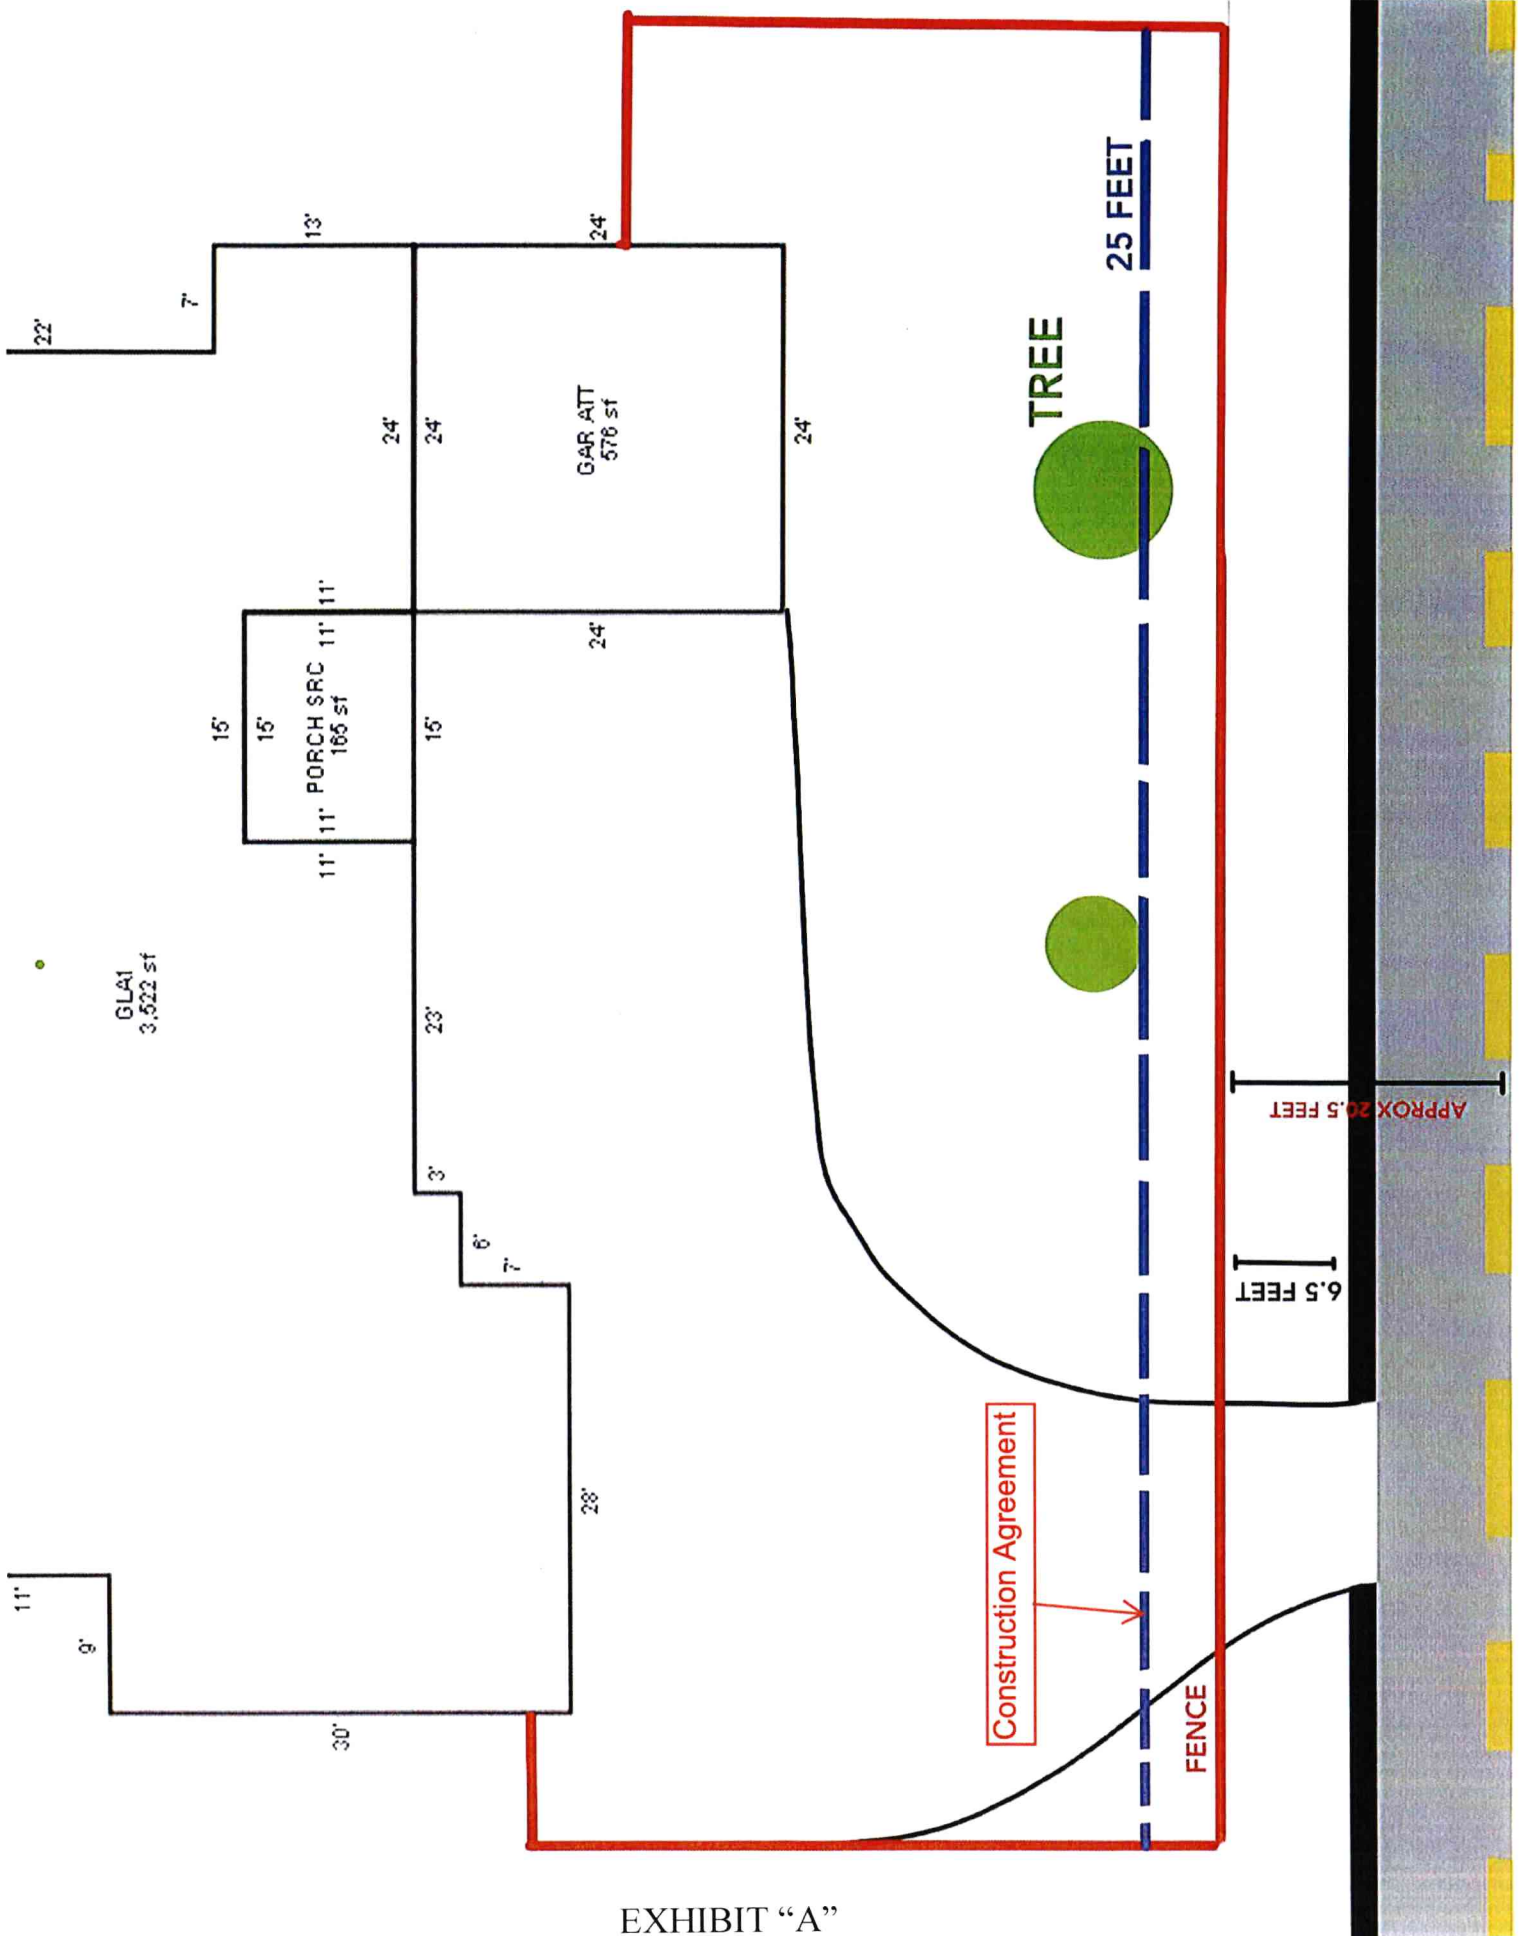 22'
7'
13'
24'
24'
24'
GAR ATT
576 sf
24'
24'
11'
11'
15'
15'
PORCH SRC
165 sf
15'
11'
11'
GLA1
3,522 sf
23'
3'
6'
7'
28'
11'
9'
30'
TREE
25 FEET
Construction Agreement
FENCE
APPROX 20.5 FEET
6.5 FEET
EXHIBIT “A”